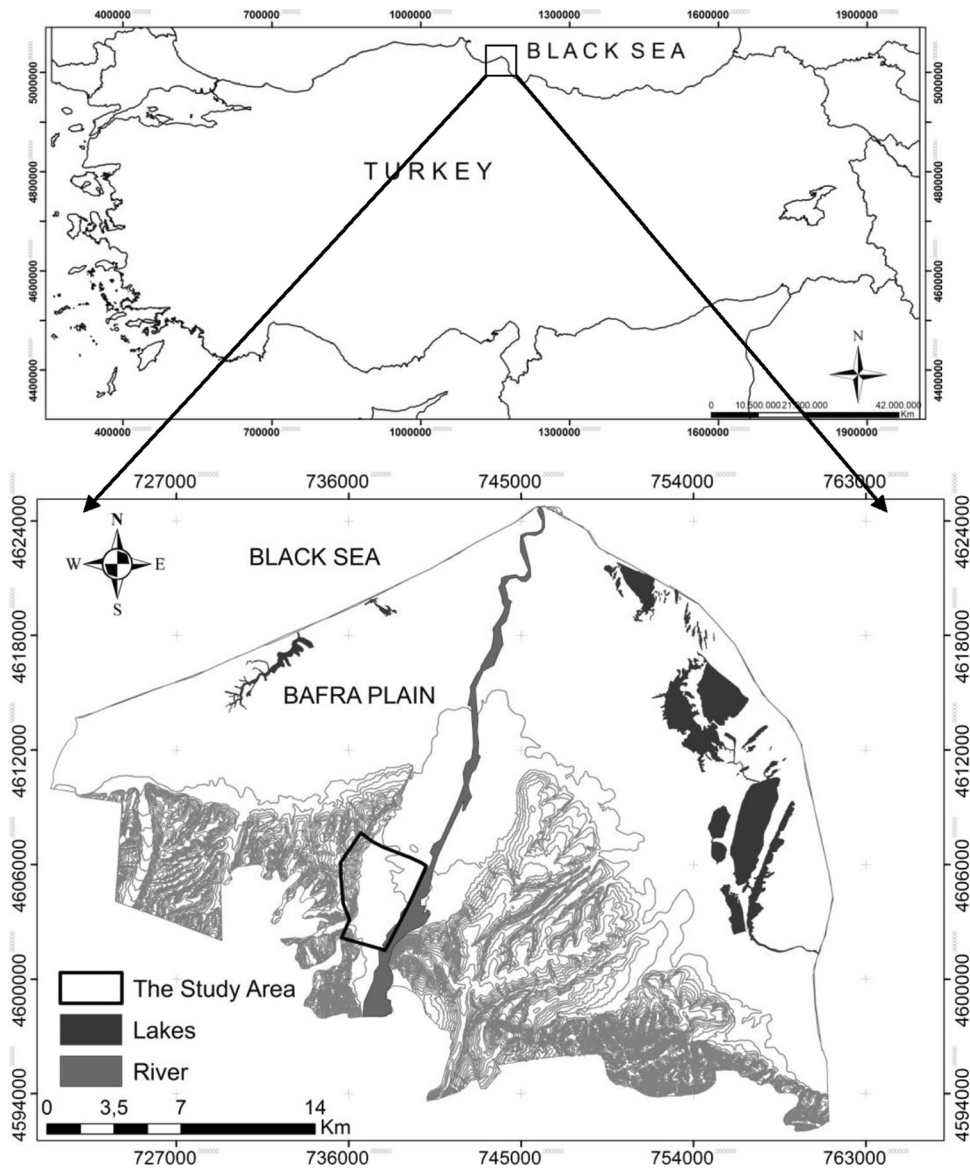 400000 700000 1000000 1300000 1600000 1900000
BLACK SEA
5000000 5000000
TURKEY
4800000 4800000
4600000 4600000
4400000 4400000
N
0 10.500.000 21.000.000 42.000.000
Km
400000 700000 1000000 1300000 1600000 1900000
727000 736000 745000 754000 763000
4624000 4624000
N
W E
S
BLACK SEA
4618000 4618000
BAFRA PLAIN
4612000 4612000
4606000 4606000
4600000 4600000
The Study Area
Lakes
River
4594000 4594000
0 3,5 7 14
Km
727000 736000 745000 754000 763000